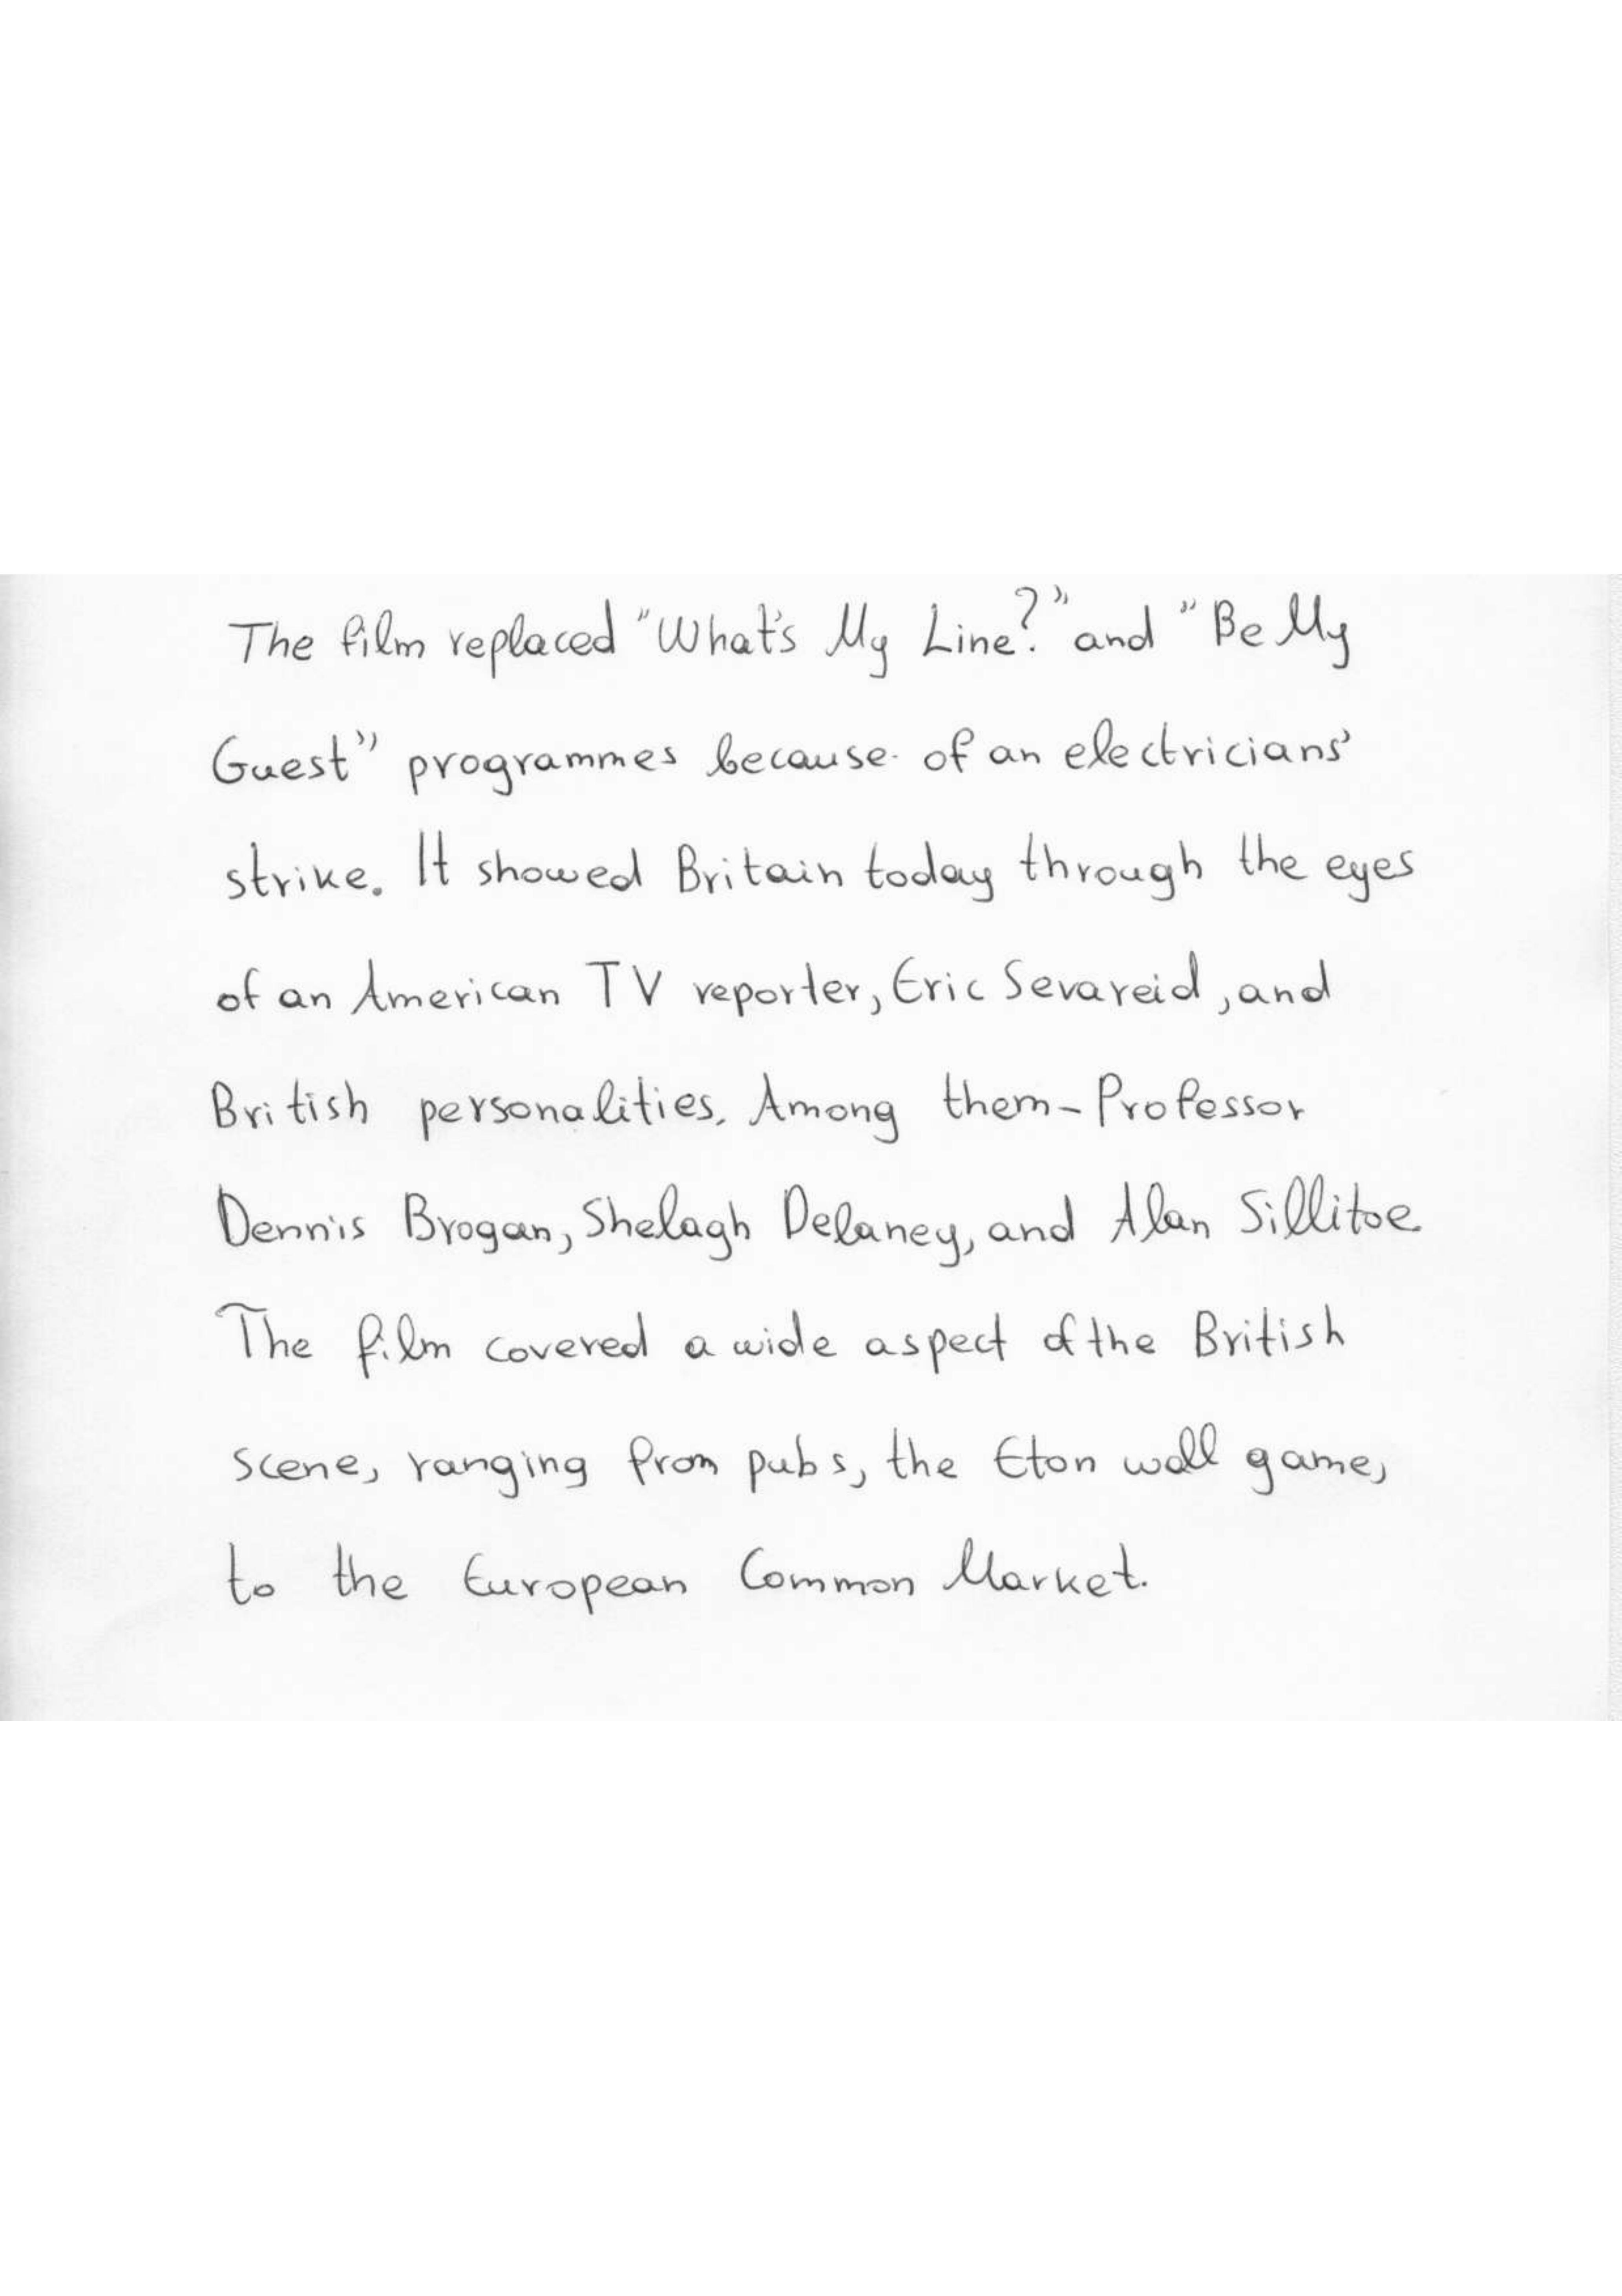 The film replaced "What's My Line?" and "Be My
Guest" programmes because of an electricians'
strike. It showed Britain today through the eyes
of an American TV reporter, Eric Sevareid, and
British personalities. Among them - Professor
Dennis Brogan, Shelagh Delaney, and Alan Sillitoe.
The film covered a wide aspect of the British
scene, ranging from pubs, the Eton wall game,
to the European Common Market.